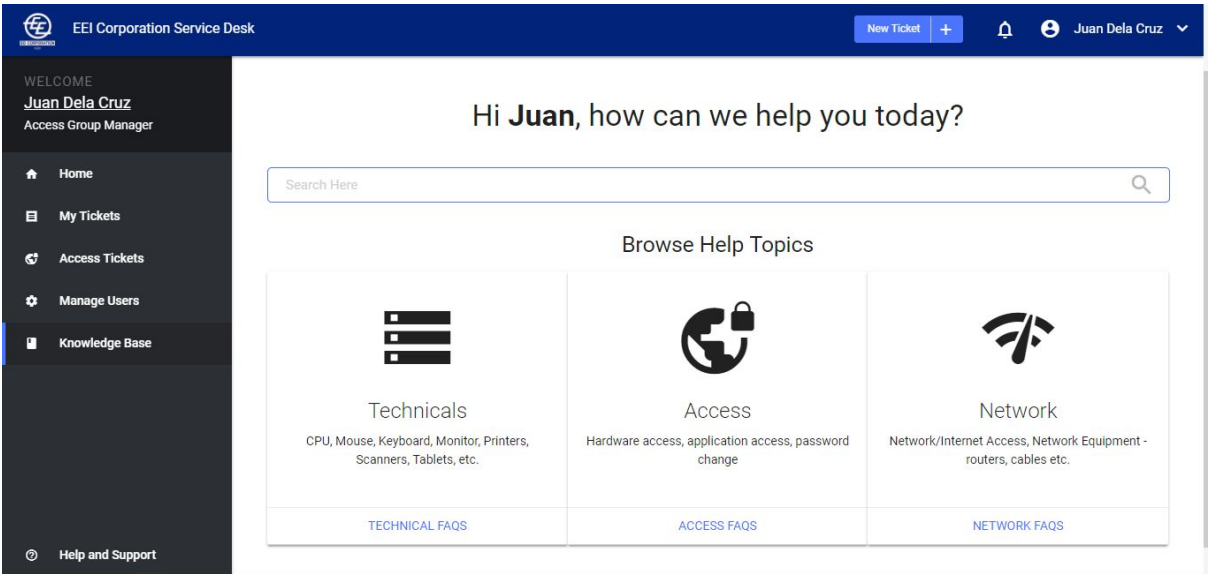 EEI Corporation Service Desk
New Ticket +
Juan Dela Cruz
WELCOME
Juan Dela Cruz
Access Group Manager
Home
My Tickets
Access Tickets
Manage Users
Knowledge Base
Help and Support
Hi Juan, how can we help you today?
Search Here
Browse Help Topics
Technicals
CPU, Mouse, Keyboard, Monitor, Printers,
Scanners, Tablets, etc.
TECHNICAL FAQS
Access
Hardware access, application access, password
change
ACCESS FAQS
Network
Network/Internet Access, Network Equipment -
routers, cables etc.
NETWORK FAQS